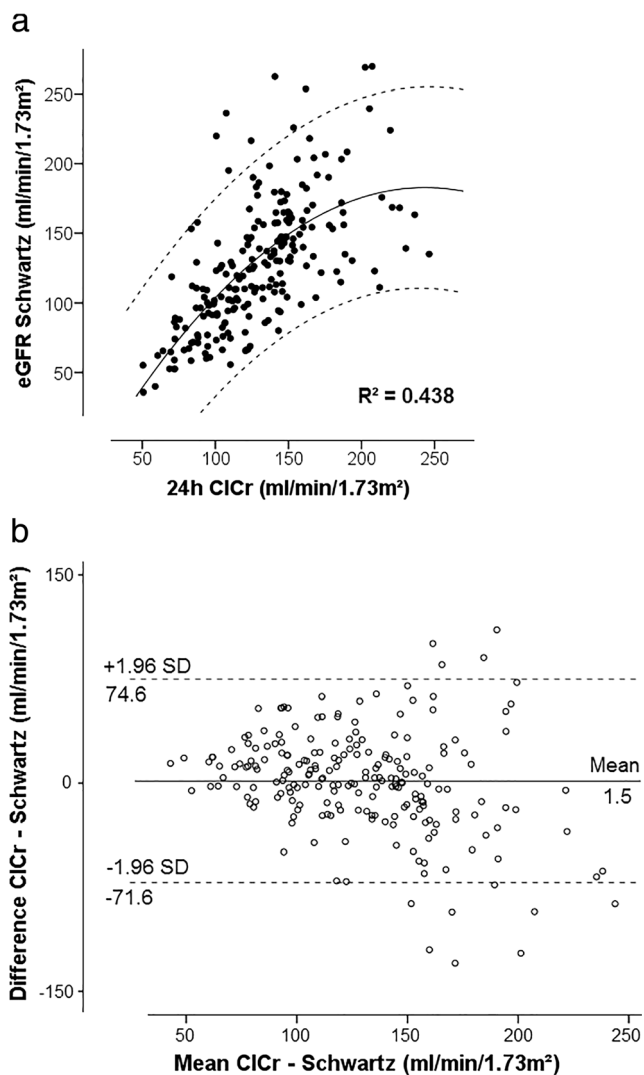 a
eGFR Schwartz (ml/min/1.73m²)
250
200
150
100
50
R² = 0.438
50 100 150 200 250
24h ClCr (ml/min/1.73m²)
b
Difference ClCr - Schwartz (ml/min/1.73m²)
150
+1.96 SD
74.6
Mean
0
1.5
-1.96 SD
-71.6
-150
50 100 150 200 250
Mean ClCr - Schwartz (ml/min/1.73m²)